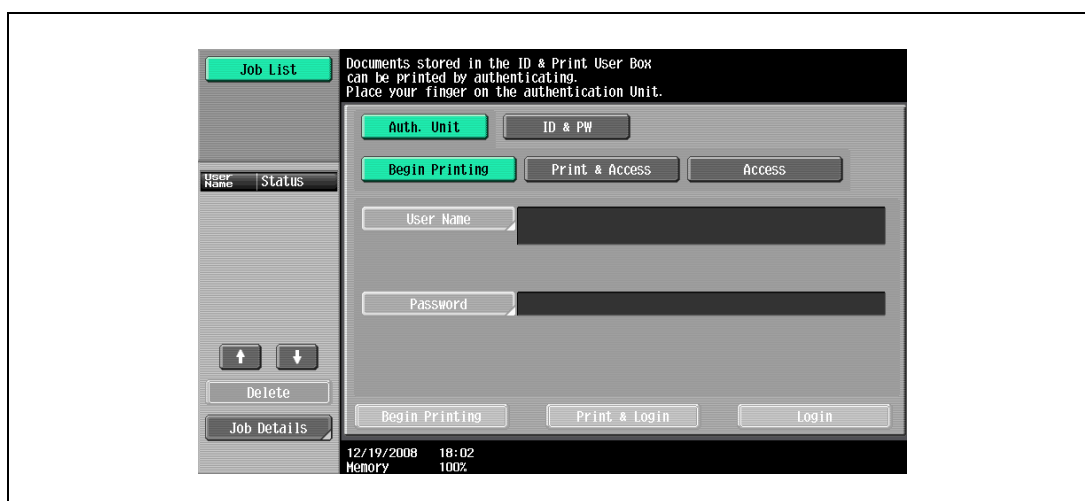 Job List
Documents stored in the ID & Print User Box
can be printed by authenticating.
Place your finger on the authentication Unit.
Auth. Unit
ID & PW
Begin Printing
Print & Access
Access
User Name
Status
User Name
Password
Delete
Job Details
Begin Printing
Print & Login
Login
12/19/2008 18:02
Memory 100%